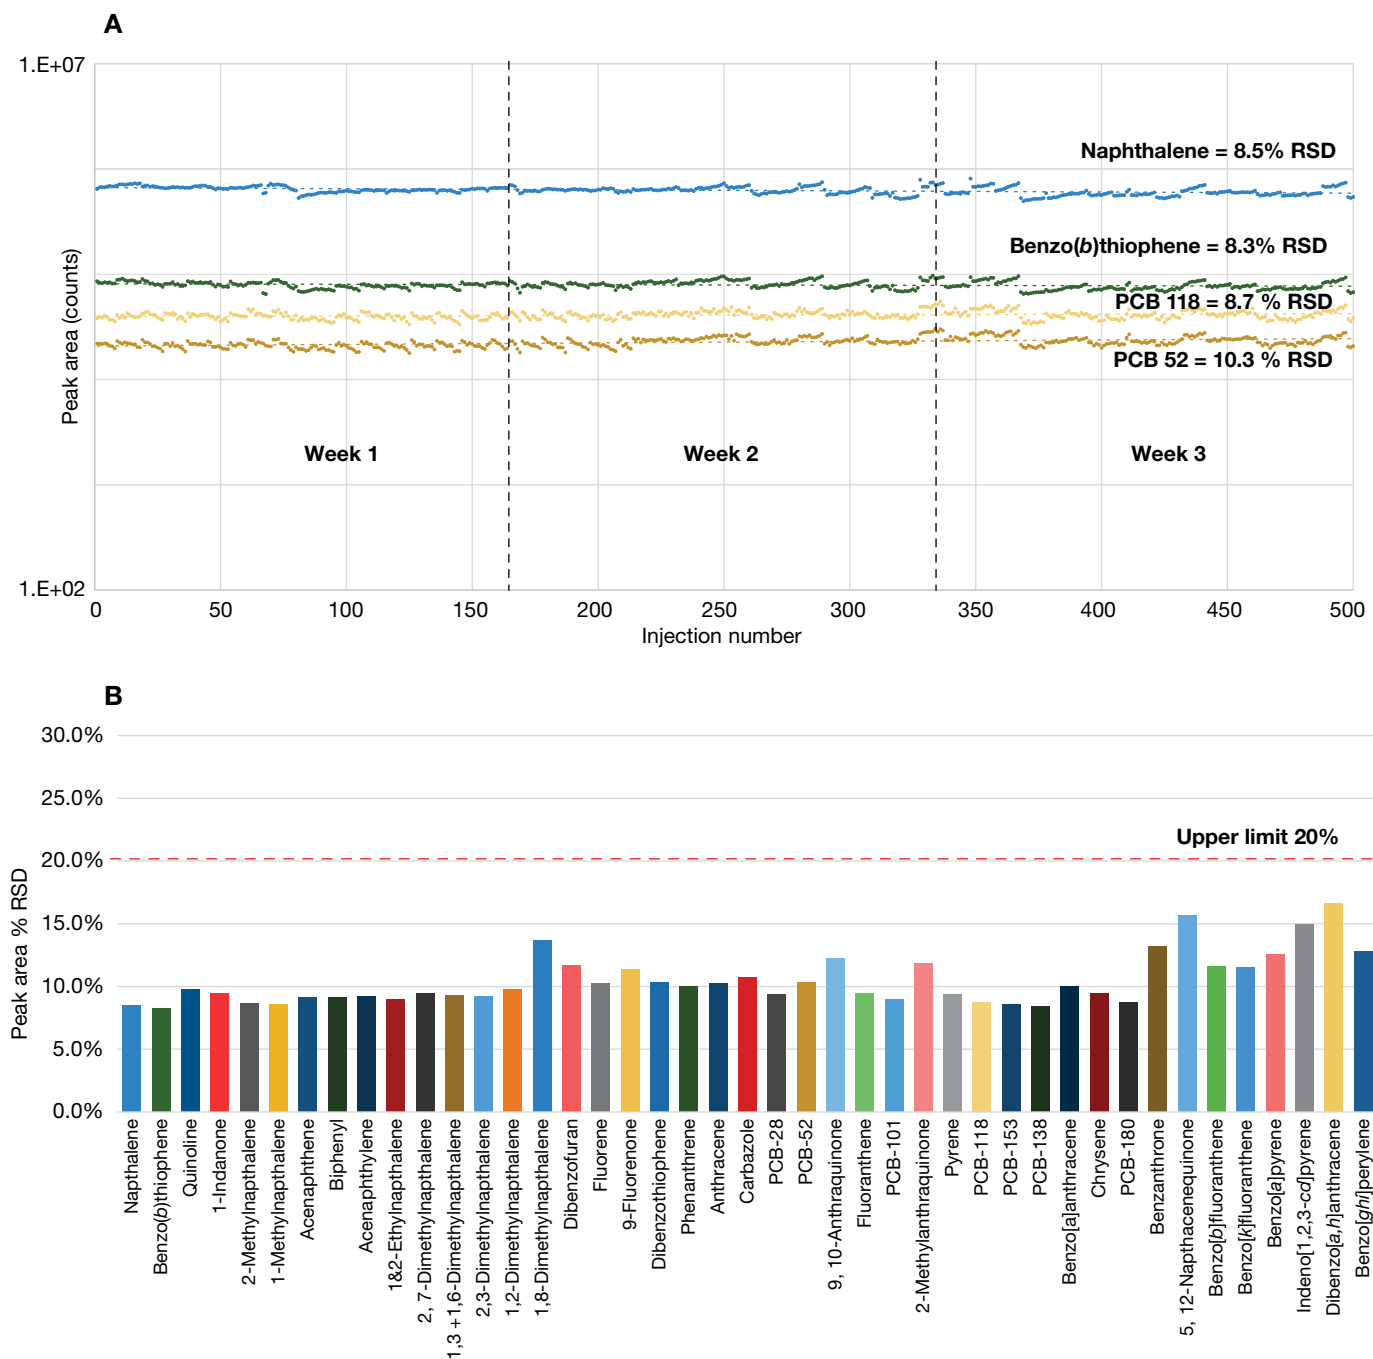 A
1.E+07
Naphthalene = 8.5% RSD
Benzo(b)thiophene = 8.3% RSD
PCB 118 = 8.7 % RSD
PCB 52 = 10.3 % RSD
Peak area (counts)
Week 1
Week 2
Week 3
1.E+02
0
50
100
150
200
250
300
350
400
450
500
Injection number
B
30.0%
25.0%
20.0%
15.0%
10.0%
5.0%
0.0%
Upper limit 20%
Peak area % RSD
Napthalene
Benzo(b)thiophene
Quinoline
1-Indanone
2-Methylnapthalene
1-Methylnapthalene
Acenaphthene
Biphenyl
Acenaphthylene
1&2-Ethylnapthalene
2, 7-Dimethylnapthalene
1,3 +1,6-Dimethylnapthalene
2,3-Dimethylnapthalene
1,2-Dimethylnapthalene
1,8-Dimethylnapthalene
Dibenzofuran
Fluorene
9-Fluorenone
Dibenzothiophene
Phenanthrene
Anthracene
Carbazole
PCB-28
PCB-52
9, 10-Anthraquinone
Fluoranthene
PCB-101
2-Methylanthraquinone
Pyrene
PCB-118
PCB-153
PCB-138
Benzo[a]anthracene
Chrysene
PCB-180
Benzanthrone
5, 12-Napthacenequinone
Benzo[b]fluoranthene
Benzo[k]fluoranthene
Benzo[a]pyrene
Indeno[1,2,3-cd]pyrene
Dibenzo[a,h]anthracene
Benzo[ghi]perylene